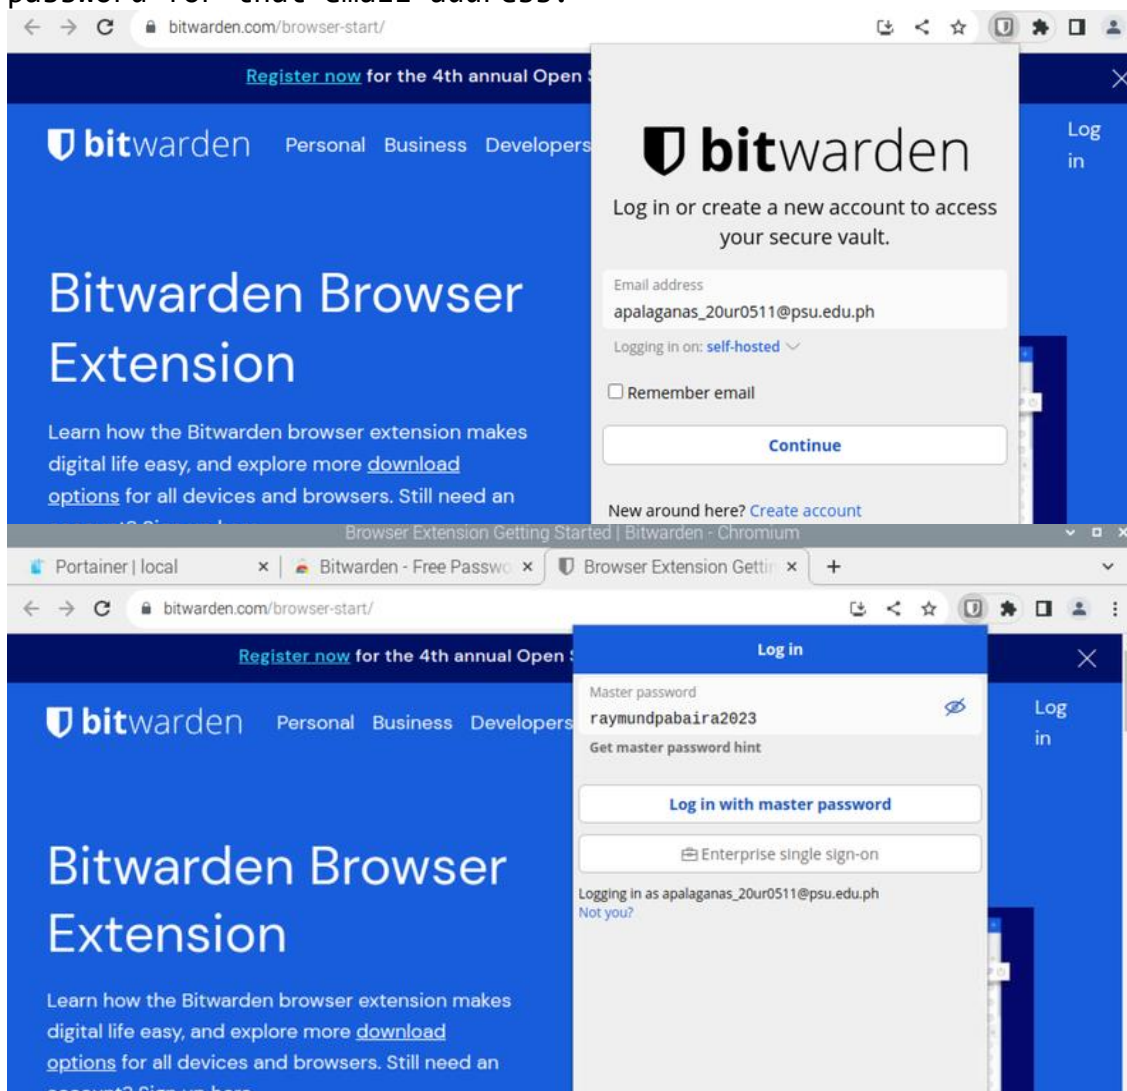 password for that email address.
bitwarden.com/browser-start/
Register now for the 4th annual Open S
bitwarden Personal Business Developers
Log in
bitwarden
Log in or create a new account to access
your secure vault.
Email address
apalaganas_20ur0511@psu.edu.ph
Logging in on: self-hosted
Remember email
Continue
New around here? Create account
Bitwarden Browser
Extension
Learn how the Bitwarden browser extension makes
digital life easy, and explore more download
options for all devices and browsers. Still need an
Browser Extension Getting Started | Bitwarden - Chromium
Portainer | local Bitwarden - Free Passwo Browser Extension Gettin
bitwarden.com/browser-start/
Register now for the 4th annual Open S
bitwarden Personal Business Developers
Log in
Log in
Master password
raymundpabaira2023
Get master password hint
Log in with master password
Enterprise single sign-on
Logging in as apalaganas_20ur0511@psu.edu.ph
Not you?
Bitwarden Browser
Extension
Learn how the Bitwarden browser extension makes
digital life easy, and explore more download
options for all devices and browsers. Still need an